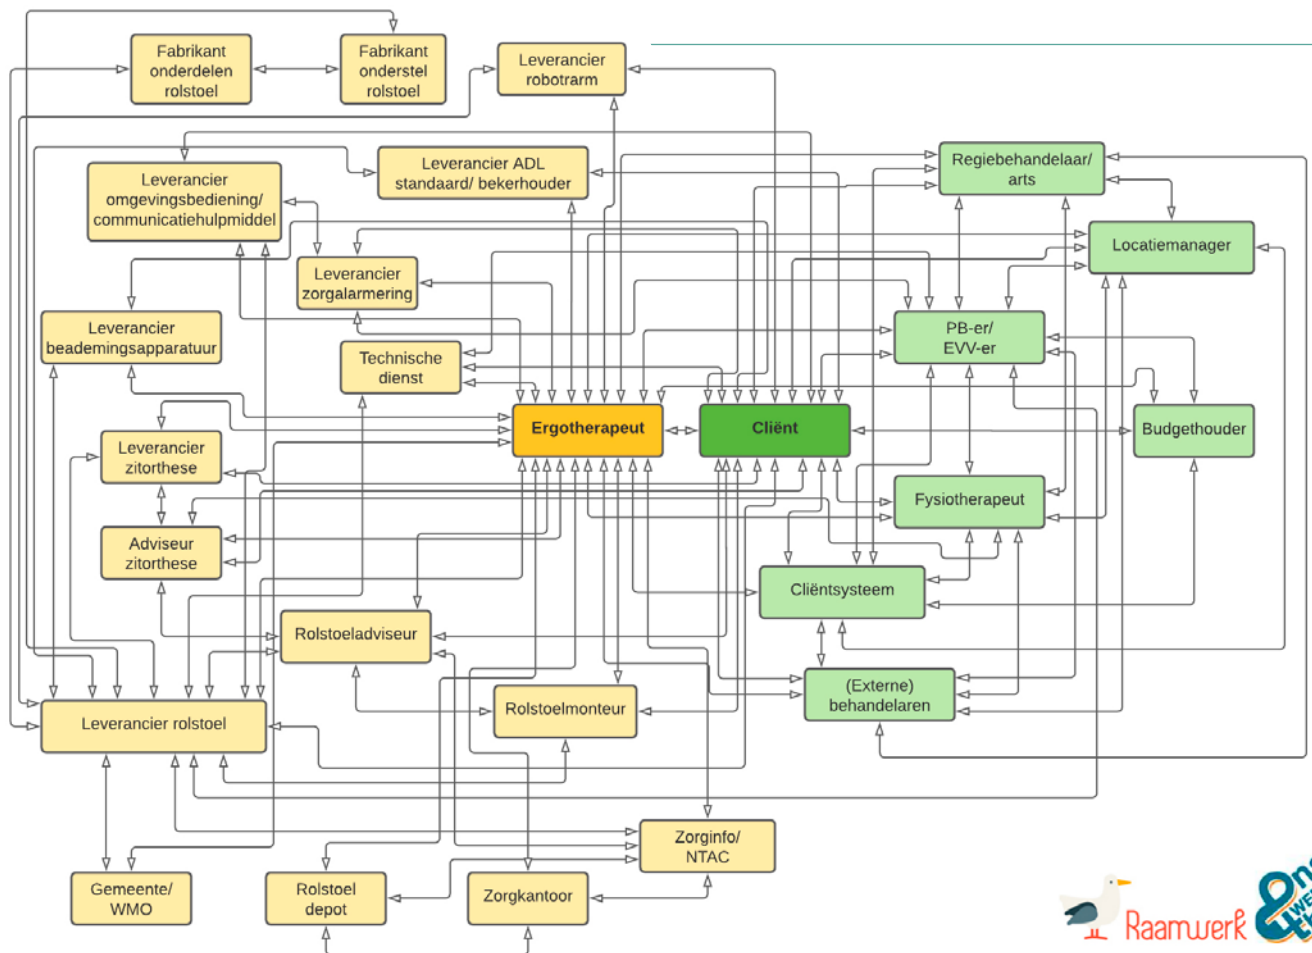 Fabrikant
onderdelen
rolstoel
Fabrikant
onderstel
rolstoel
Leverancier
robotrarm
Leverancier
omgevingsbediening/
communicatiehulpmiddel
Leverancier ADL
standaard/ bekerhouder
Regiebehandelaar/
arts
Locatiemanager
Leverancier
zorgalarmering
Leverancier
beademingsapparatuur
Technische
dienst
PB-er/
EVV-er
Ergotherapeut
Cliënt
Budgethouder
Leverancier
zitorthese
Fysiotherapeut
Adviseur
zitorthese
Cliëntsysteem
Rolstoeladviseur
(Externe)
behandelaren
Rolstoelmonteur
Leverancier rolstoel
Zorginfo/
NTAC
Gemeente/
WMO
Rolstoel
depot
Zorgkantoor
Raamwerk
&